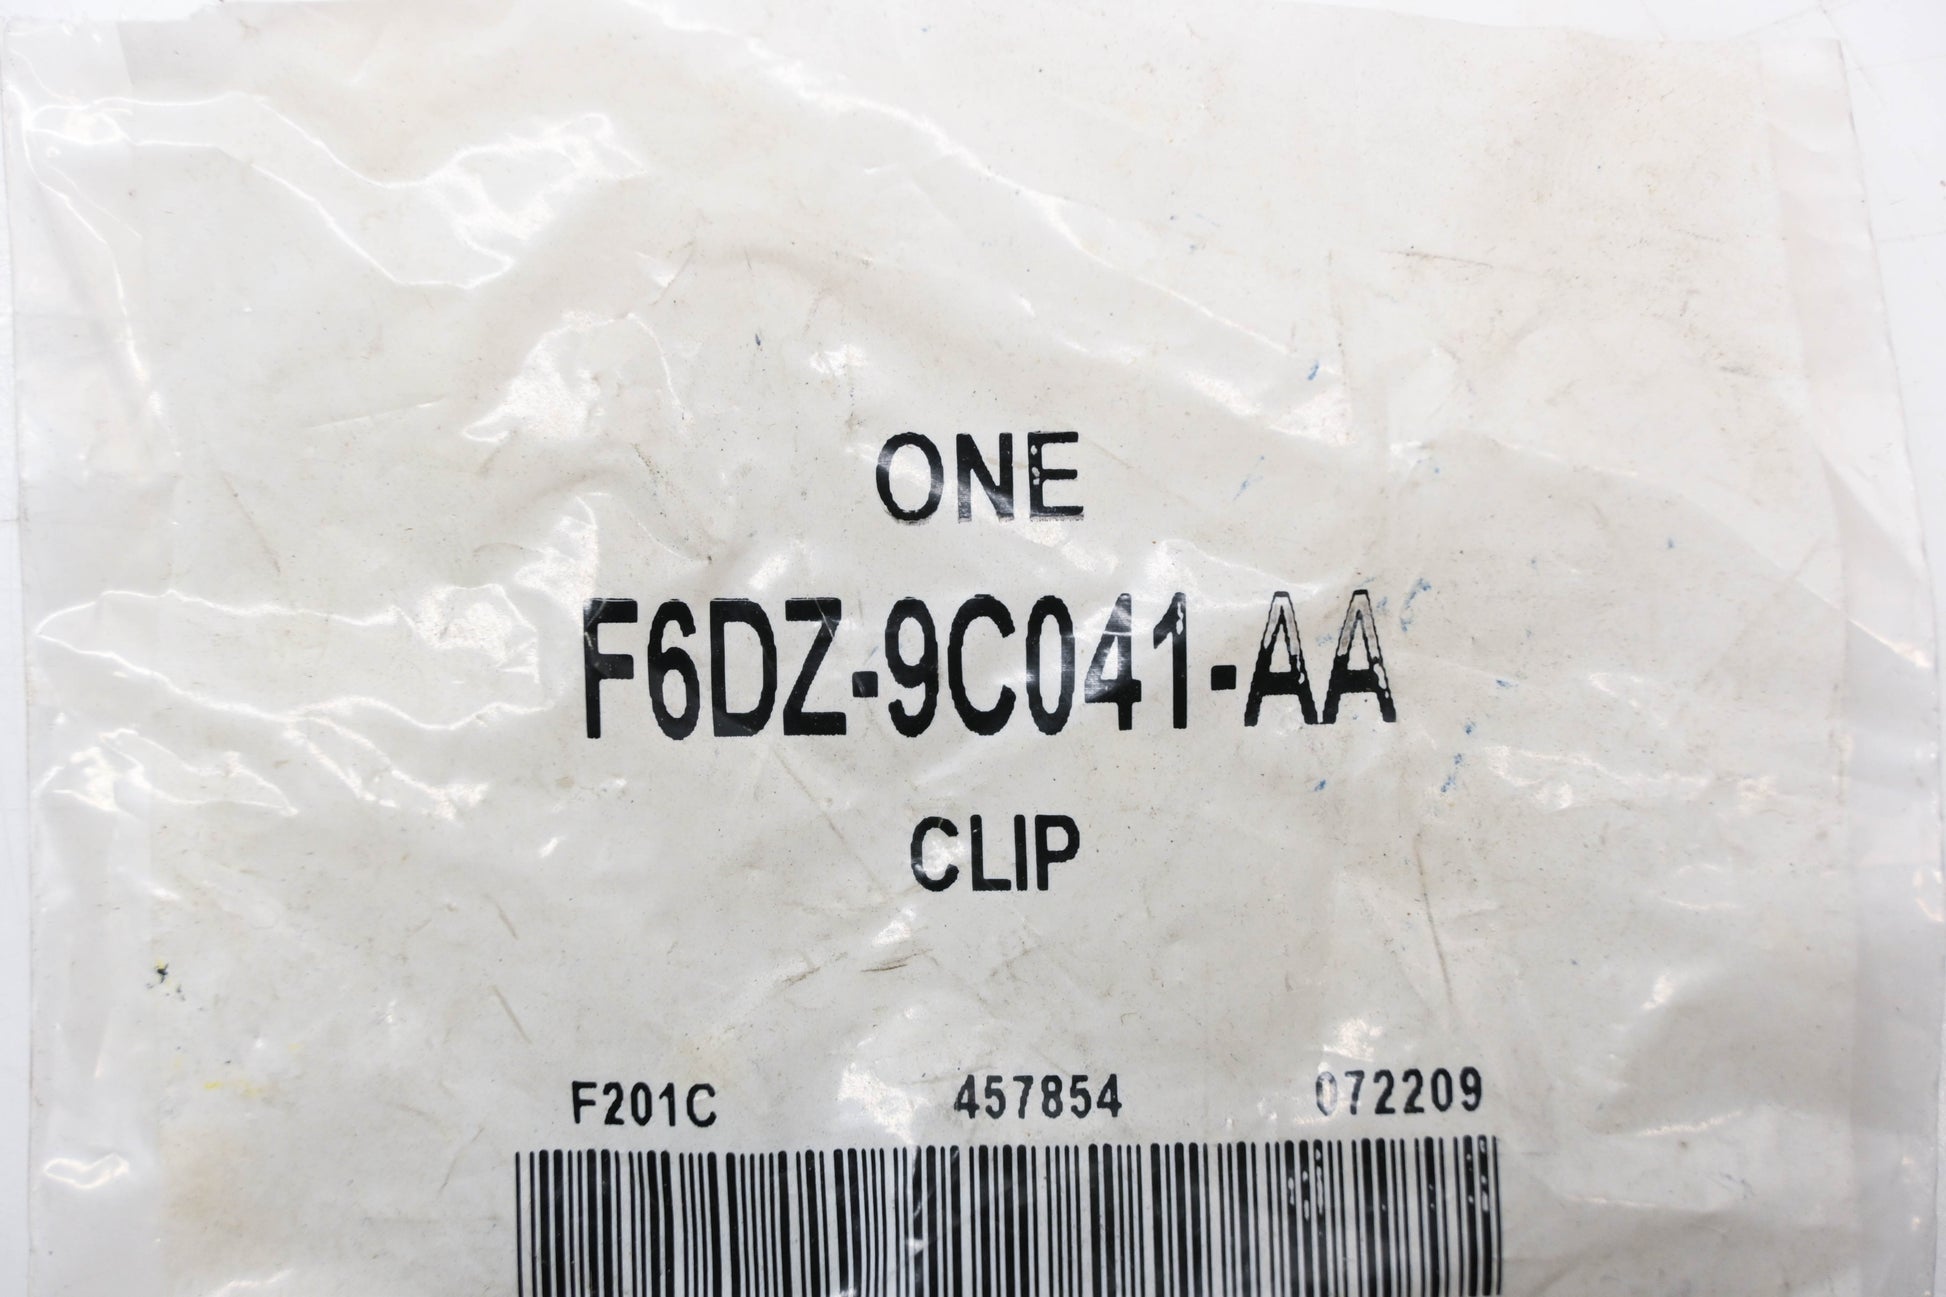 ONE
F6DZ-9C041-AA
CLIP
F201C 457854 072209